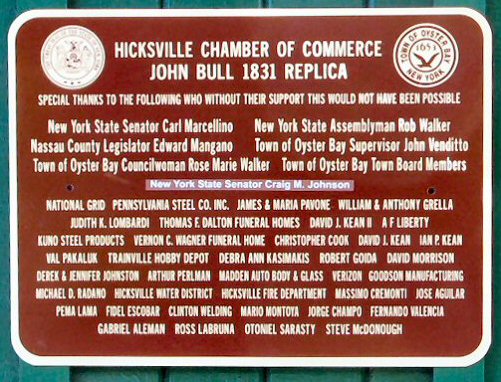 HICKSVILLE CHAMBER OF COMMERCE
JOHN BULL 1831 REPLICA
TOWN OF OYSTER BAY
1653
NEW YORK
SPECIAL THANKS TO THE FOLLOWING WHO WITHOUT THEIR SUPPORT THIS WOULD NOT HAVE BEEN POSSIBLE
New York State Senator Carl Marcellino New York State Assemblyman Rob Walker
Nassau County Legislator Edward Mangano Town of Oyster Bay Supervisor John Venditto
Town of Oyster Bay Councilwoman Rose Marie Walker Town of Oyster Bay Town Board Members
New York State Senator Craig M. Johnson
NATIONAL GRID PENNSYLVANIA STEEL CO. INC. JAMES & MARIA PAVONE WILLIAM & ANTHONY GRELLA
JUDITH K. LOMBARDI THOMAS F. DALTON FUNERAL HOMES DAVID J. KEAN II A F LIBERTY
KUNO STEEL PRODUCTS VERNON C. WAGNER FUNERAL HOME CHRISTOPHER COOK DAVID J. KEAN IAN P. KEAN
VAL PAKALUK TRAINVILLE HOBBY DEPOT DEBRA ANN KASIMAKIS ROBERT GOIDA DAVID MORRISON
DEREK & JENNIFER JOHNSTON ARTHUR PERLMAN MADDEN AUTO BODY & GLASS VERIZON GOODSON MANUFACTURING
MICHAEL D. RADANO HICKSVILLE WATER DISTRICT HICKSVILLE FIRE DEPARTMENT MASSIMO CREMONTI JOSE AGUILAR
PEMA LAMA FIDEL ESCOBAR CLINTON WELDING MARIO MONTOYA JORGE CHAMPO FERNANDO VALENCIA
GABRIEL ALEMAN ROSS LABRUNA OTONIEL SARASTY STEVE McDONOUGH